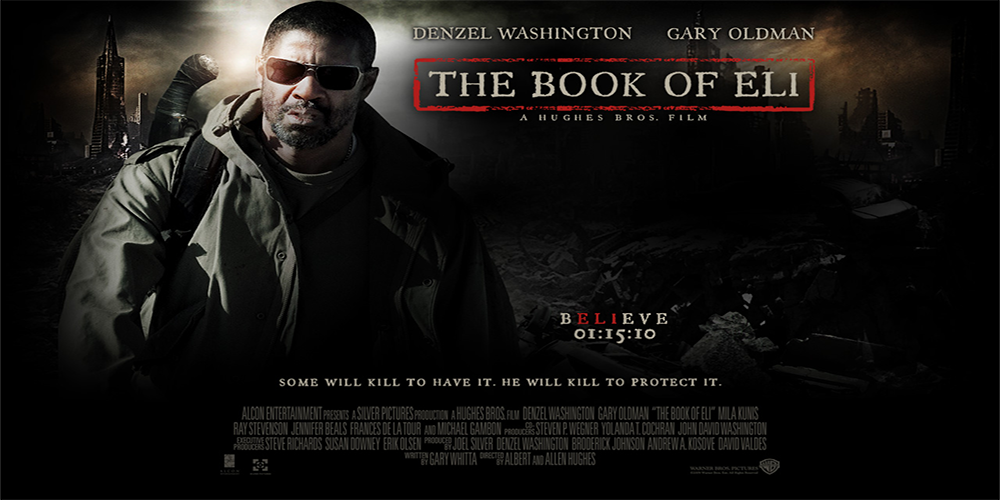 DENZEL WASHINGTON GARY OLDMAN
THE BOOK OF ELI
A HUGHES BROS. FILM
BELIEVE
01:15:10
SOME WILL KILL TO HAVE IT. HE WILL KILL TO PROTECT IT.
ALCON ENTERTAINMENT PRESENTS A SILVER PICTURES PRODUCTION A HUGHES BROS. FILM DENZEL WASHINGTON GARY OLDMAN "THE BOOK OF ELI" MILA KUNIS
RAY STEVENSON JENNIFER BEALS FRANCES DE LA TOUR AND MICHAEL GAMBON CO-PRODUCERS STEVEN P. WEGNER YOLANDA T. COCHRAN JOHN DAVID WASHINGTON
EXECUTIVE PRODUCERS STEVE RICHARDS SUSAN DOWNEY ERIK OLSEN PRODUCED BY JOEL SILVER DENZEL WASHINGTON BRODERICK JOHNSON ANDREW A. KOSOVE DAVID VALDES
WRITTEN BY GARY WHITTA DIRECTED BY ALBERT AND ALLEN HUGHES
ALCON
WARNER BROS. PICTURES